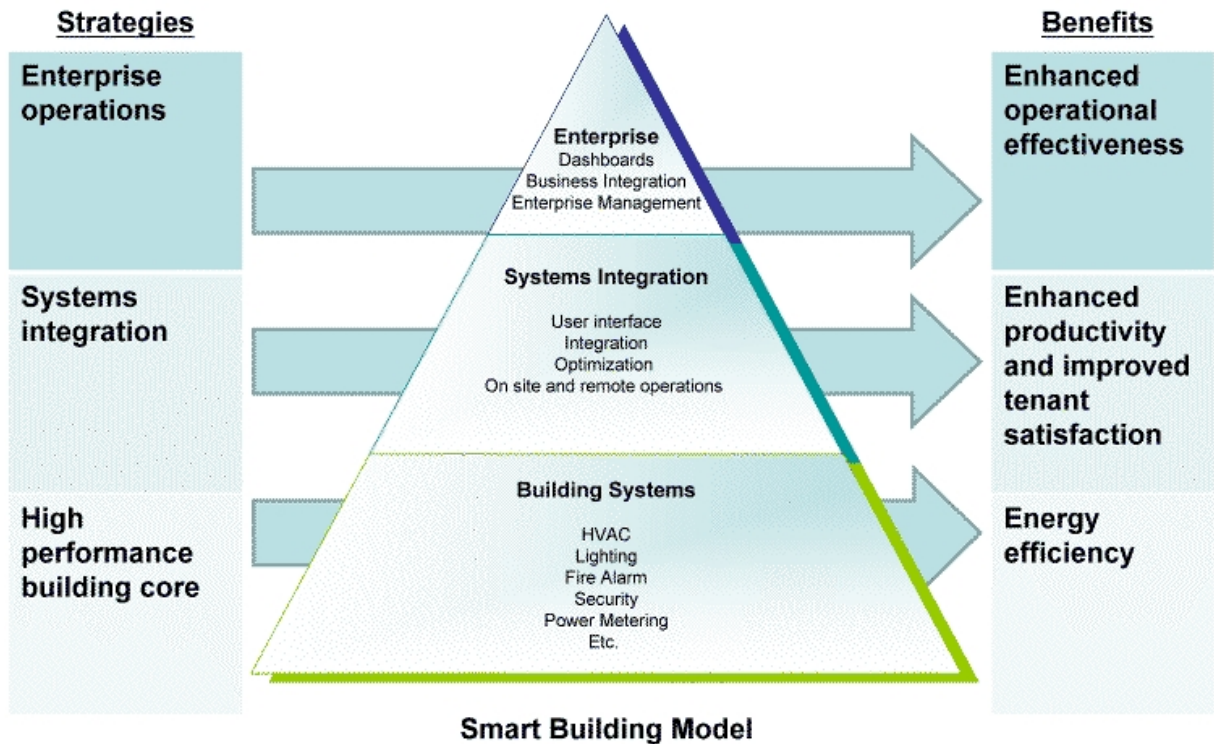 Strategies
Enterprise
operations
Systems
integration
High
performance
building core
Enterprise
Dashboards
Business Integration
Enterprise Management
Systems Integration
User interface
Integration
Optimization
On site and remote operations
Building Systems
HVAC
Lighting
Fire Alarm
Security
Power Metering
Etc.
Benefits
Enhanced
operational
effectiveness
Enhanced
productivity
and improved
tenant
satisfaction
Energy
efficiency
Smart Building Model